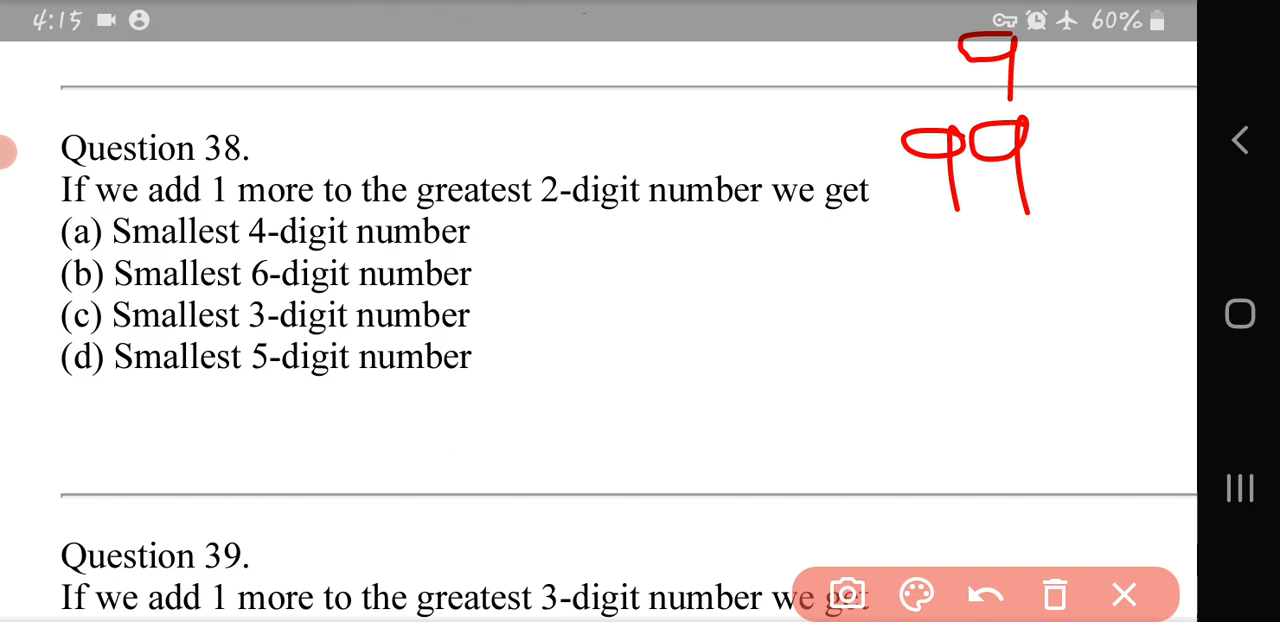 4:15 60%
9
99
Question 38.
If we add 1 more to the greatest 2-digit number we get
(a) Smallest 4-digit number
(b) Smallest 6-digit number
(c) Smallest 3-digit number
(d) Smallest 5-digit number
Question 39.
If we add 1 more to the greatest 3-digit number we get